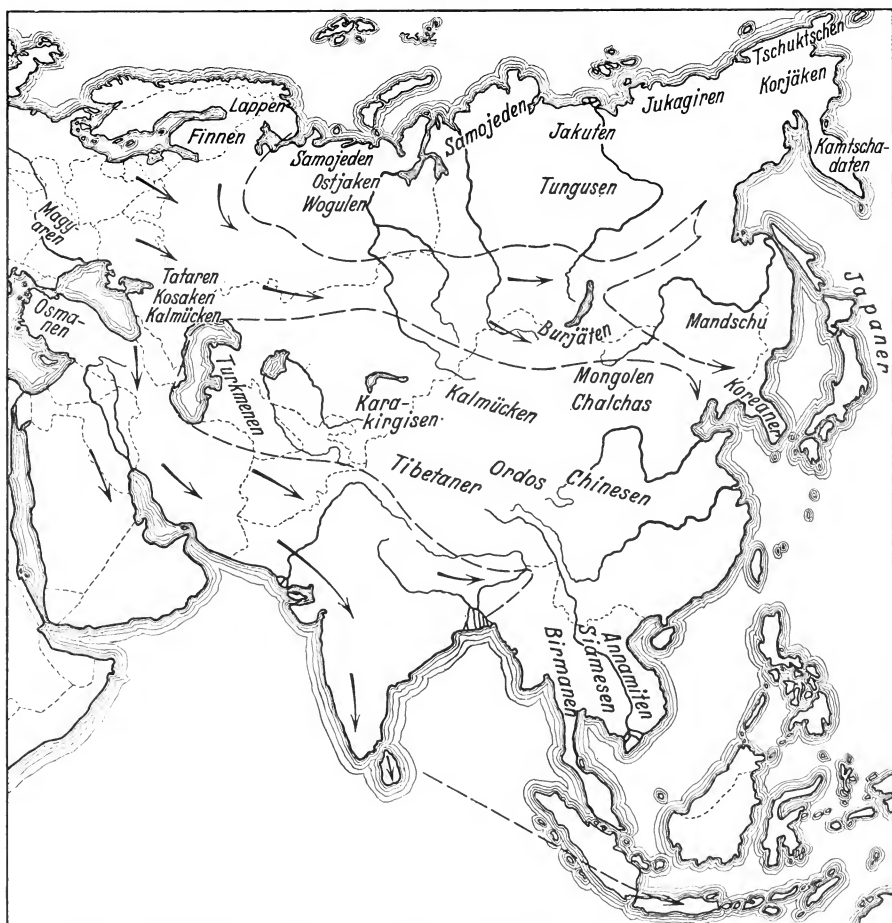 Tschuktschen
Korjäken
Lappen
Finnen
Samojeden
Jakuten
Jukagiren
Kamtscha-
daten
Samojeden
Ostjaken
Wogulen
Tungusen
Magy-
aren
Tataren
Kosaken
Kalmücken
Osma-
nen
Burjäten
Mandschu
Japaner
Turkmenen
Kara-
kirgisen
Kalmücken
Mongolen
Chalchas
Koreaner
Tibetaner
Ordos
Chinesen
Birmanen
Siamesen
Annamiten